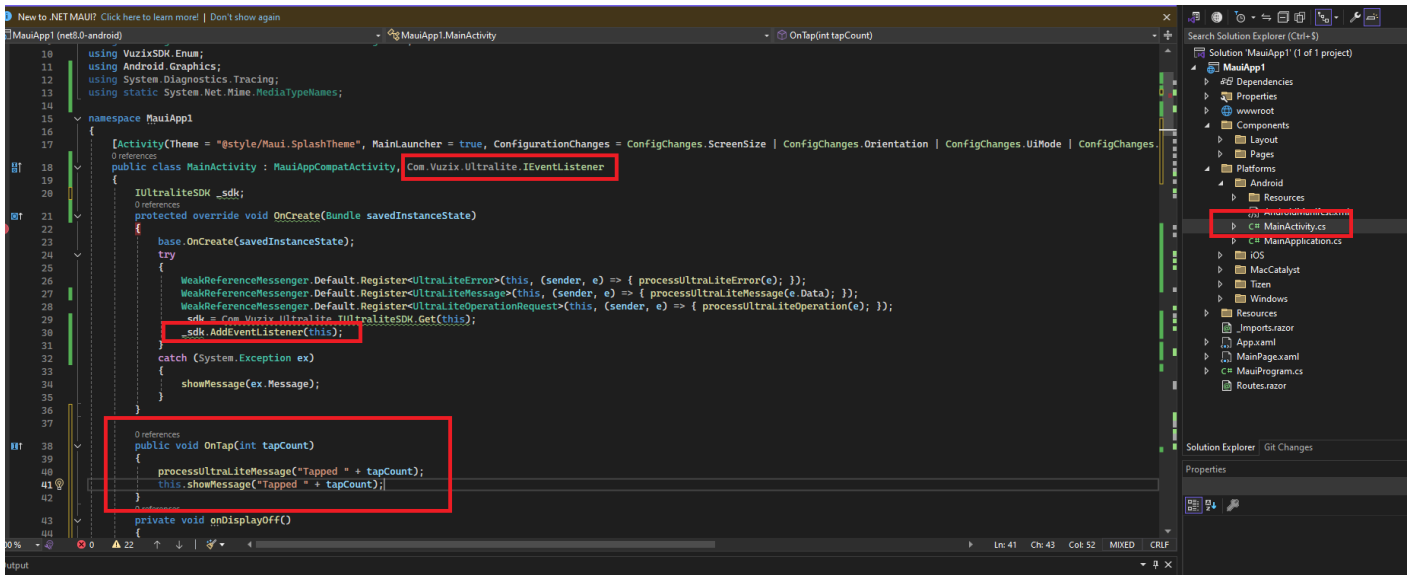 New to .NET MAUI? Click here to learn more! | Don't show again
MauiApp1 (net8.0-android)
MauiApp1.MainActivity
OnTap(int tapCount)
10 using VuzixSDK.Enum;
11 using Android.Graphics;
12 using System.Diagnostics.Tracing;
13 using static System.Net.Mime.MediaTypeNames;
14
15 namespace MauiApp1
16 {
17 [Activity(Theme = "@style/Maui.SplashTheme", MainLauncher = true, ConfigurationChanges = ConfigChanges.ScreenSize | ConfigChanges.Orientation | ConfigChanges.UiMode | ConfigChanges.
0 references
18 public class MainActivity : MauiAppCompatActivity, Com.Vuzix.Ultralite.IEventListener
19 {
20 IUltraliteSDK _sdk;
0 references
21 protected override void OnCreate(Bundle savedInstanceState)
22 {
23 base.OnCreate(savedInstanceState);
24 try
25 {
26 WeakReferenceMessenger.Default.Register<UltraLiteError>(this, (sender, e) => { processUltraLiteError(e); });
27 WeakReferenceMessenger.Default.Register<UltraLiteMessage>(this, (sender, e) => { processUltraLiteMessage(e.Data); });
28 WeakReferenceMessenger.Default.Register<UltraLiteOperationRequest>(this, (sender, e) => { processUltraLiteOperation(e); });
29 _sdk = Com.Vuzix.Ultralite.IUltraliteSDK.Get(this);
30 _sdk.AddEventListener(this);
31 }
32 catch (System.Exception ex)
33 {
34 showMessage(ex.Message);
35 }
36 }
37
0 references
38 public void OnTap(int tapCount)
39 {
40 processUltraLiteMessage("Tapped " + tapCount);
41 this.showMessage("Tapped " + tapCount);
42 }
0 references
43 private void onDisplayOff()
44 {
0 22
Ln: 41 Ch: 43 Col: 52 MIXED CRLF
Search Solution Explorer (Ctrl+$)
Solution 'MauiApp1' (1 of 1 project)
MauiApp1
Dependencies
Properties
wwwroot
Components
Layout
Pages
Platforms
Android
Resources
AndroidManifest.xml
C# MainActivity.cs
C# MainApplication.cs
iOS
MacCatalyst
Tizen
Windows
Resources
_Imports.razor
App.xaml
MainPage.xaml
C# MauiProgram.cs
Routes.razor
Solution Explorer Git Changes
Properties